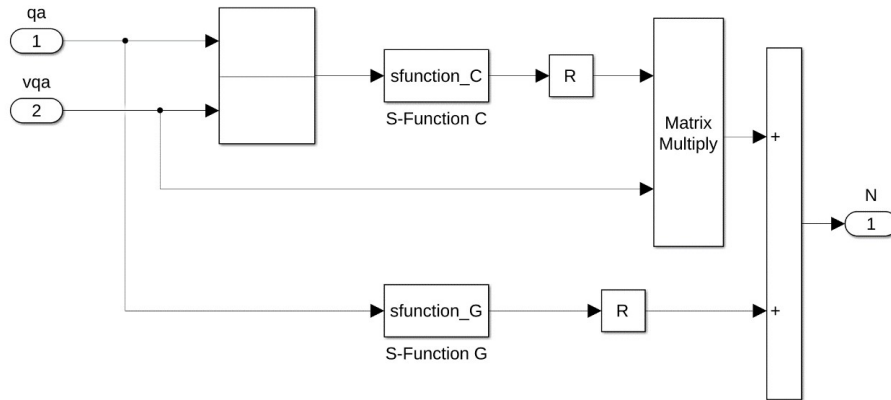 qa
1
vqa
2
sfunction_C
S-Function C
R
Matrix
Multiply
+
N
1
sfunction_G
S-Function G
R
+